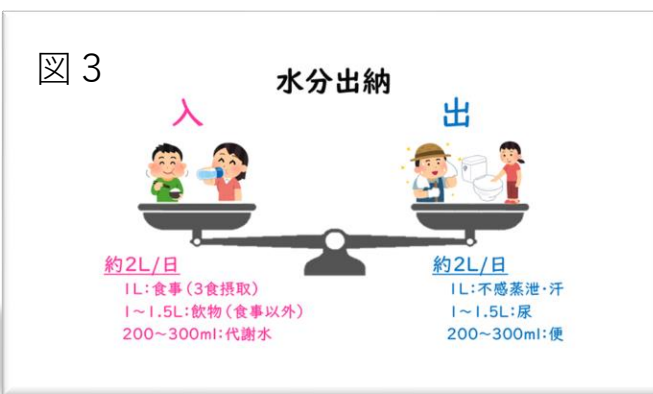 図3
水分出納
入
出
約2L/日
1L:食事(3食摂取)
1～1.5L:飲物(食事以外)
200～300ml:代謝水
約2L/日
1L:不感蒸泄・汗
1～1.5L:尿
200～300ml:便